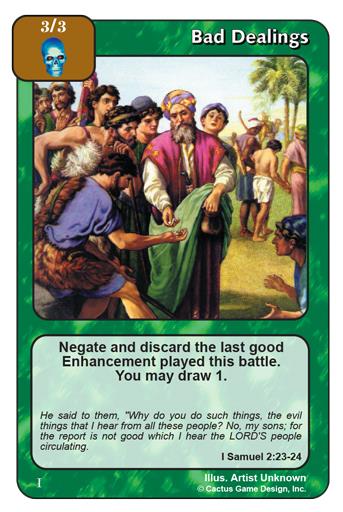 3/3
Bad Dealings
Negate and discard the last good
Enhancement played this battle.
You may draw 1.
He said to them, "Why do you do such things, the evil
things that I hear from all these people? No, my sons; for
the report is not good which I hear the LORD'S people
circulating.
I Samuel 2:23-24
I
Illus. Artist Unknown
© Cactus Game Design, Inc.